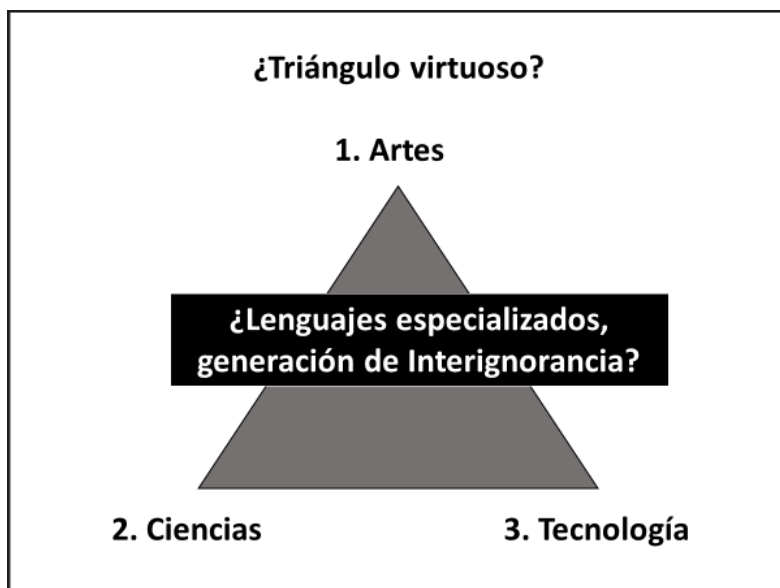 ¿Triángulo virtuoso?
1. Artes
¿Lenguajes especializados,
generación de Interignorancia?
2. Ciencias
3. Tecnología